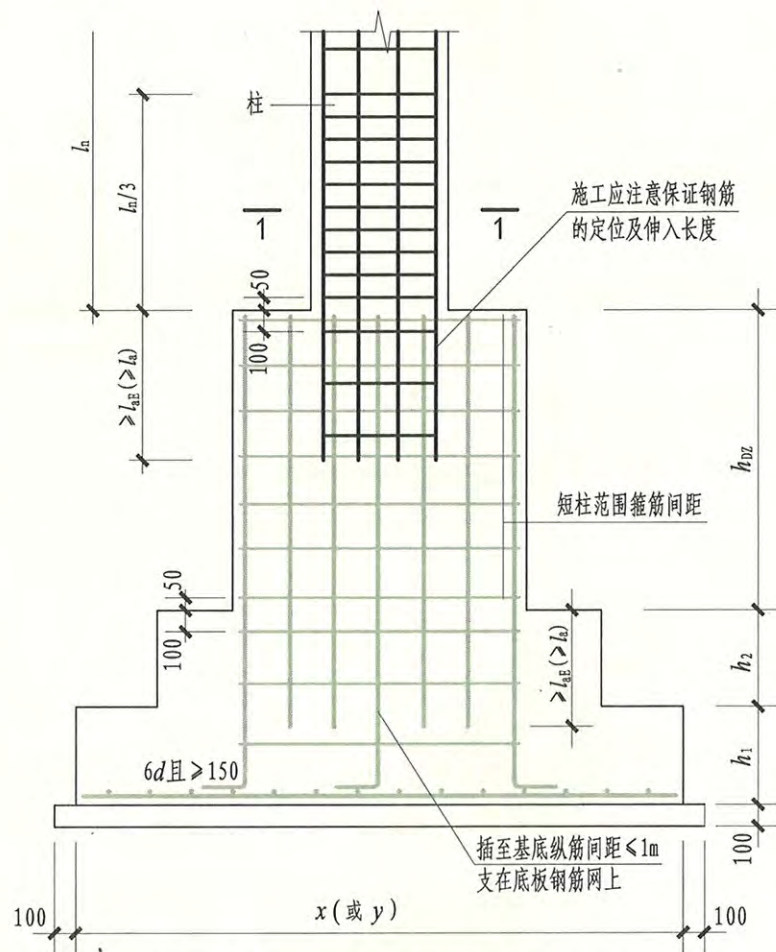 柱
lₙ
lₙ/3
1
1
施工应注意保证钢筋
的定位及伸入长度
50
100
≥laE(≥la)
hDZ
短柱范围箍筋间距
50
100
≥laE(≥la)
h₂
6d且≥150
h₁
插至基底纵筋间距≤1m
支在底板钢筋网上
100
100
x(或 y)
100